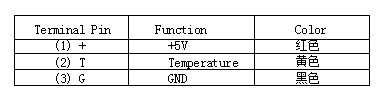 Terminal Pin Function Color
(1) + +5V 红色
(2) T Temperature 黄色
(3) G GND 黑色